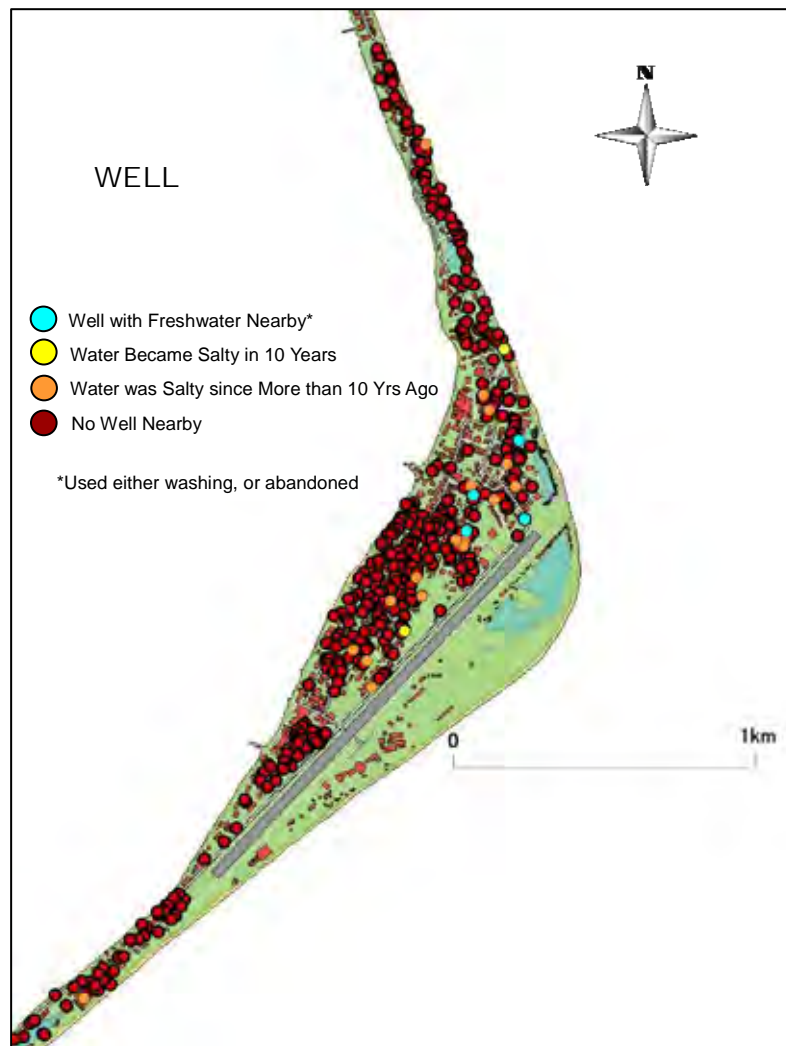 N
WELL
Well with Freshwater Nearby*
Water Became Salty in 10 Years
Water was Salty since More than 10 Yrs Ago
No Well Nearby
*Used either washing, or abandoned
0 1km